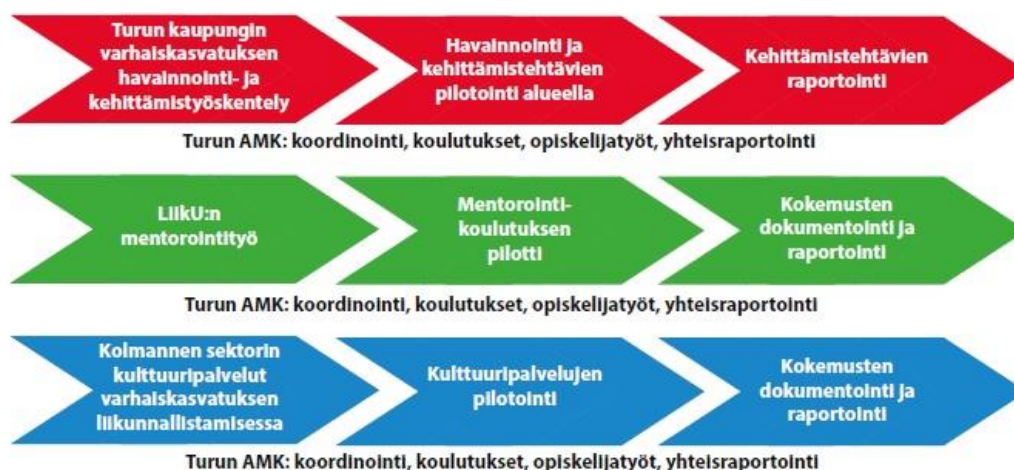 Turun kaupungin
varhaiskasvatuksen
havainnointi- ja
kehittämistyöskentely
Havainnointi ja
kehittämistehtävien
pilotointi alueella
Kehittämistehtävien
raportointi
Turun AMK: koordinointi, koulutukset, opiskelijatyöt, yhteisraportointi
LiikU:n
mentorointityö
Mentorointi-
koulutuksen
pilotti
Kokemusten
dokumentointi ja
raportointi
Turun AMK: koordinointi, koulutukset, opiskelijatyöt, yhteisraportointi
Kolmannen sektorin
kulttuuripalvelut
varhaiskasvatuksen
liikunnallistamisessa
Kulttuuripalvelujen
pilotointi
Kokemusten
dokumentointi ja
raportointi
Turun AMK: koordinointi, koulutukset, opiskelijatyöt, yhteisraportointi